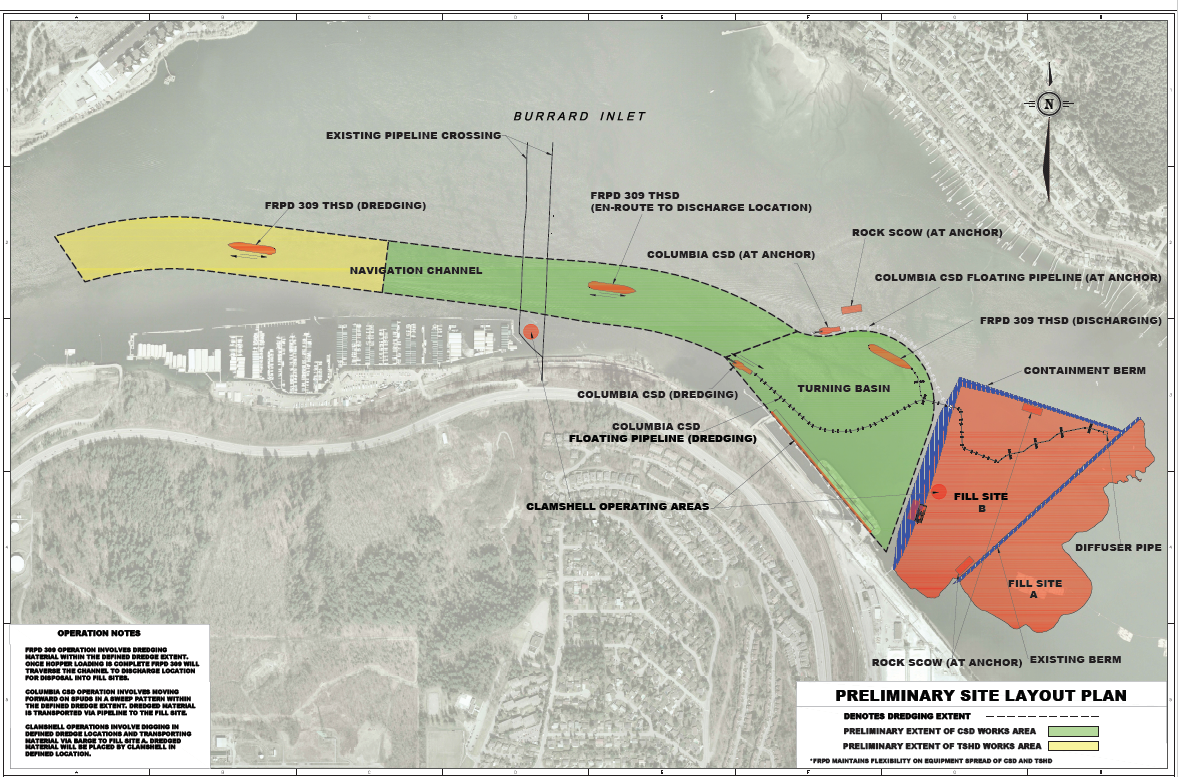 BURRARD INLET
N
EXISTING PIPELINE CROSSING
FRPD 309 THSD (DREDGING)
FRPD 309 THSD
(EN-ROUTE TO DISCHARGE LOCATION)
ROCK SCOW (AT ANCHOR)
COLUMBIA CSD (AT ANCHOR)
NAVIGATION CHANNEL
COLUMBIA CSD FLOATING PIPELINE (AT ANCHOR)
FRPD 309 THSD (DISCHARGING)
CONTAINMENT BERM
TURNING BASIN
COLUMBIA CSD (DREDGING)
COLUMBIA CSD
FLOATING PIPELINE (DREDGING)
CLAMSHELL OPERATING AREAS
FILL SITE
B
DIFFUSER PIPE
FILL SITE
A
ROCK SCOW (AT ANCHOR)
EXISTING BERM
OPERATION NOTES
FRPD 309 OPERATION INVOLVES DREDGING
MATERIAL WITHIN THE DEFINED DREDGE EXTENT.
ONCE HOPPER LOADING IS COMPLETE FRPD 309 WILL
TRAVERSE THE CHANNEL TO DISCHARGE LOCATION
FOR DISPOSAL INTO FILL SITES.
COLUMBIA CSD OPERATION INVOLVES MOVING
FORWARD ON SPUDS IN A SWEEP PATTERN WITHIN
THE DEFINED DREDGE EXTENT. DREDGED MATERIAL
IS TRANSPORTED VIA PIPELINE TO THE FILL SITE.
CLAMSHELL OPERATIONS INVOLVE DIGGING IN
DEFINED DREDGE LOCATIONS AND TRANSPORTING
MATERIAL VIA BARGE TO FILL SITE A. DREDGED
MATERIAL WILL BE PLACED BY CLAMSHELL IN
DEFINED LOCATION.
PRELIMINARY SITE LAYOUT PLAN
DENOTES DREDGING EXTENT
PRELIMINARY EXTENT OF CSD WORKS AREA
PRELIMINARY EXTENT OF TSHD WORKS AREA
*FRPD MAINTAINS FLEXIBILITY ON EQUIPMENT SPREAD OF CSD AND TSHD